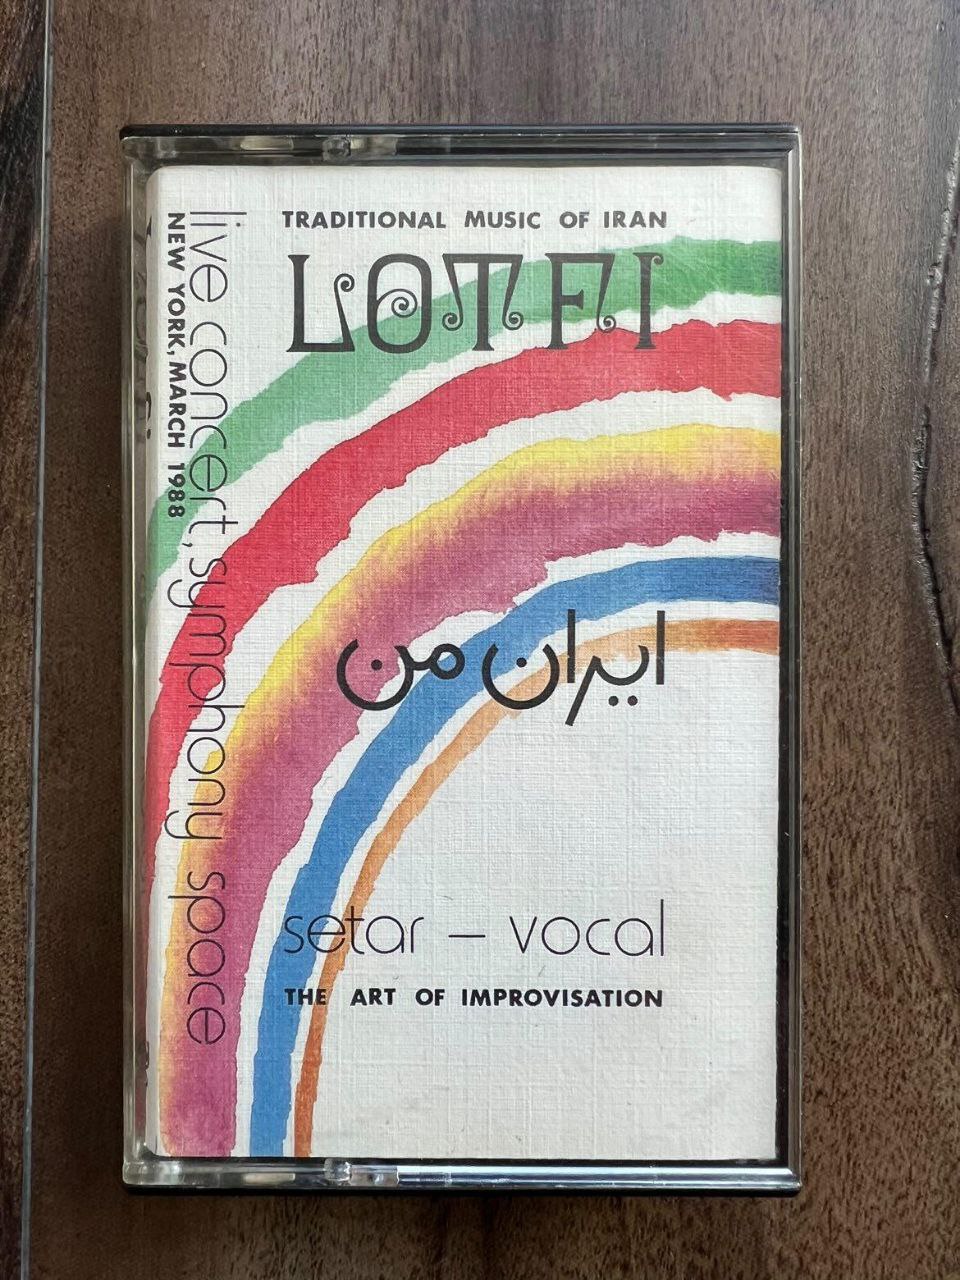 TRADITIONAL MUSIC OF IRAN
LOTFI
live concert, symphony space
NEW YORK, MARCH 1988
ایران من
setar – vocal
THE ART OF IMPROVISATION